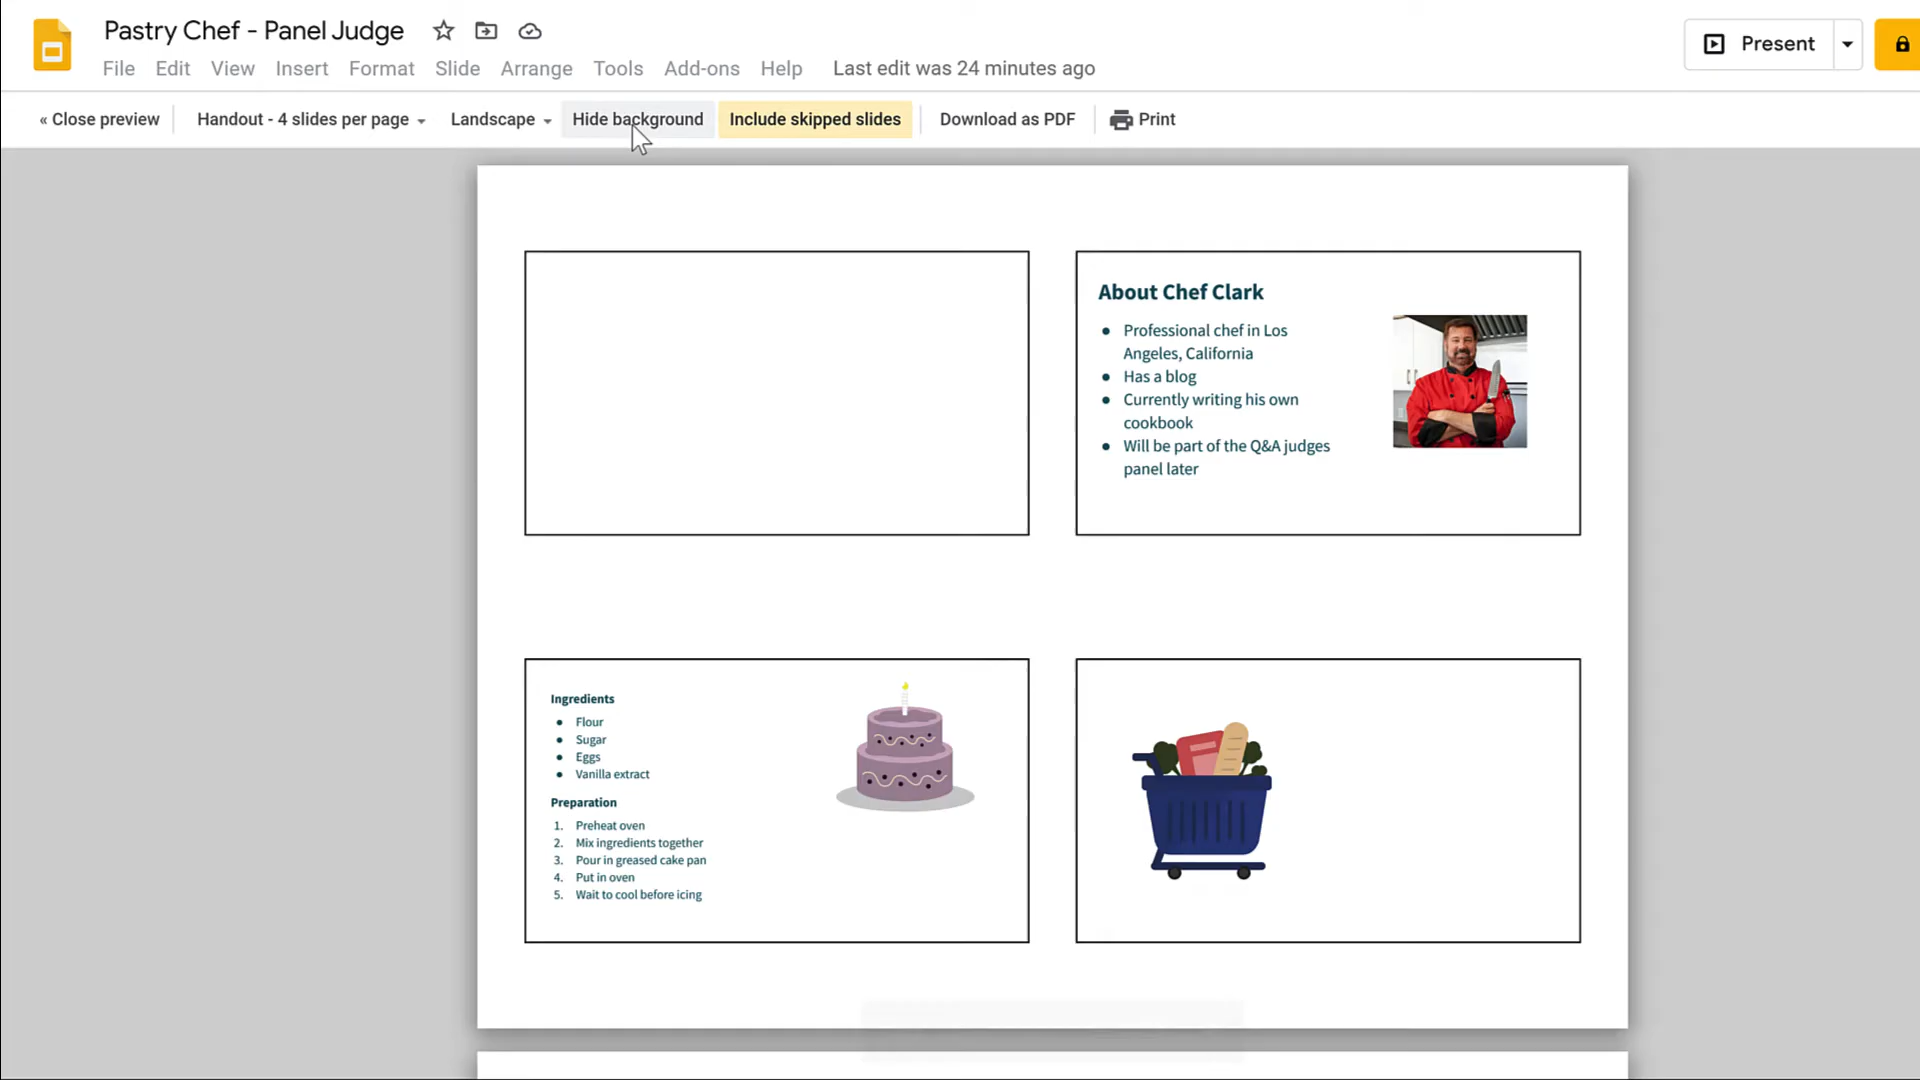 Pastry Chef - Panel Judge
File Edit View Insert Format Slide Arrange Tools Add-ons Help Last edit was 24 minutes ago
Present
« Close preview Handout - 4 slides per page Landscape Hide background Include skipped slides Download as PDF Print
About Chef Clark
● Professional chef in Los
Angeles, California
● Has a blog
● Currently writing his own
cookbook
● Will be part of the Q&A judges
panel later
Ingredients
● Flour
● Sugar
● Eggs
● Vanilla extract
Preparation
1. Preheat oven
2. Mix ingredients together
3. Pour in greased cake pan
4. Put in oven
5. Wait to cool before icing